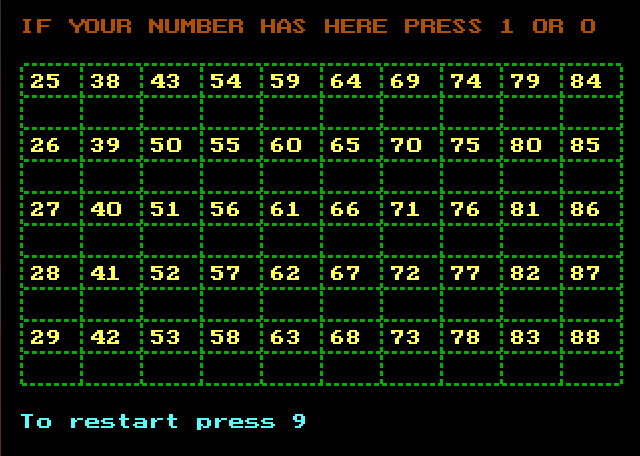 IF YOUR NUMBER HAS HERE PRESS 1 OR 0
25 38 43 54 59 64 69 74 79 84
26 39 50 55 60 65 70 75 80 85
27 40 51 56 61 66 71 76 81 86
28 41 52 57 62 67 72 77 82 87
29 42 53 58 63 68 73 78 83 88
To restart press 9